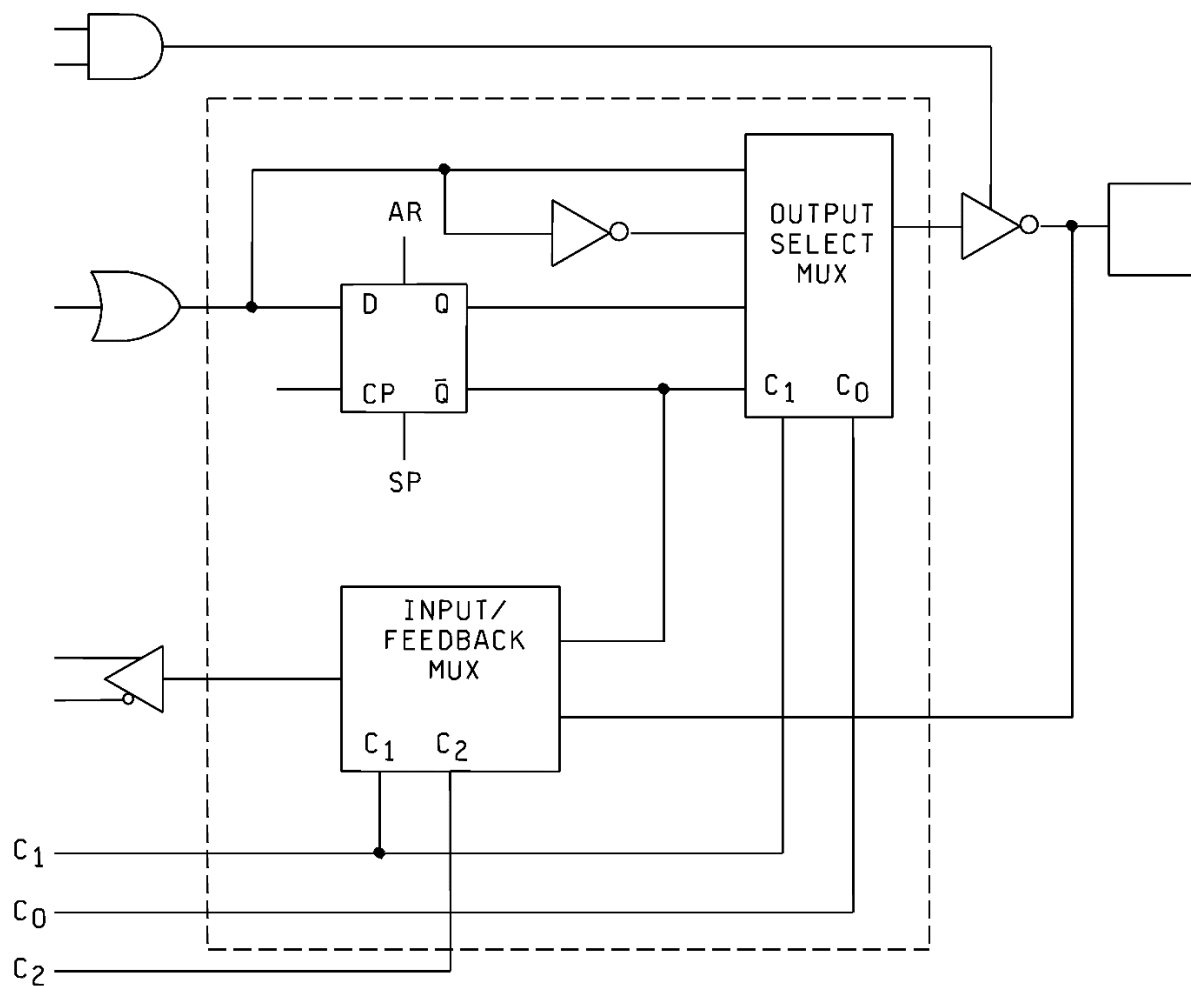 AR
OUTPUT
SELECT
MUX
D Q
CP Q̅
C₁ C₀
SP
INPUT/
FEEDBACK
MUX
C₁ C₂
C₁
C₀
C₂